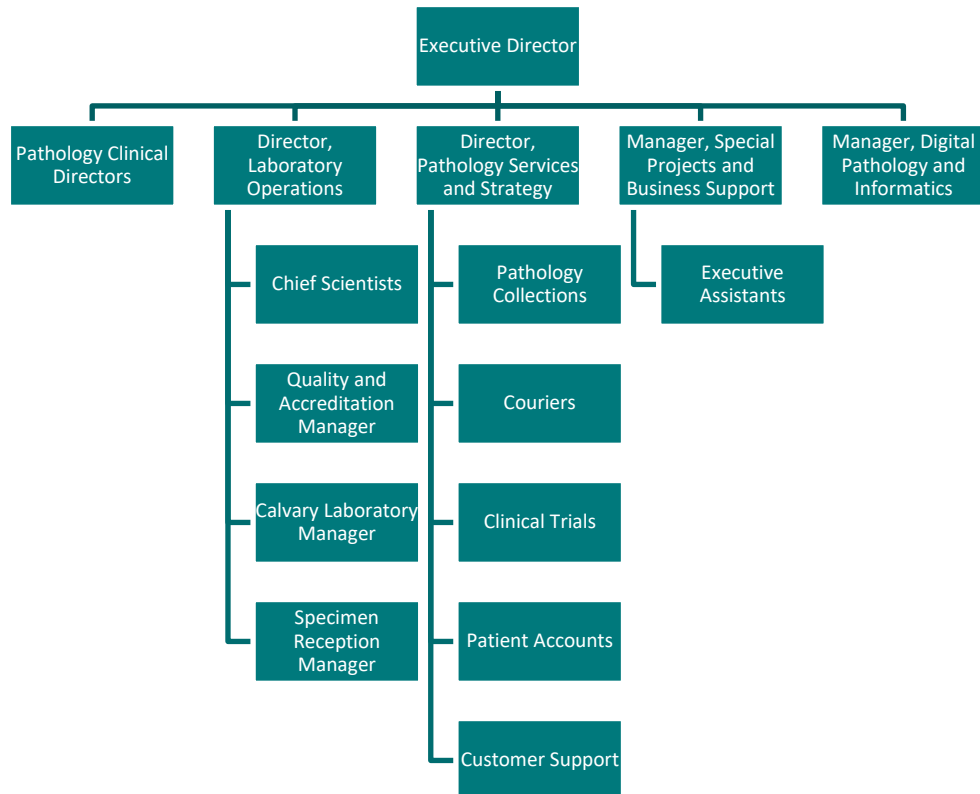 Executive Director
Pathology Clinical
Directors
Director,
Laboratory
Operations
Director,
Pathology Services
and Strategy
Manager, Special
Projects and
Business Support
Manager, Digital
Pathology and
Informatics
Chief Scientists
Quality and
Accreditation
Manager
Calvary Laboratory
Manager
Specimen
Reception
Manager
Pathology
Collections
Couriers
Clinical Trials
Patient Accounts
Customer Support
Executive
Assistants